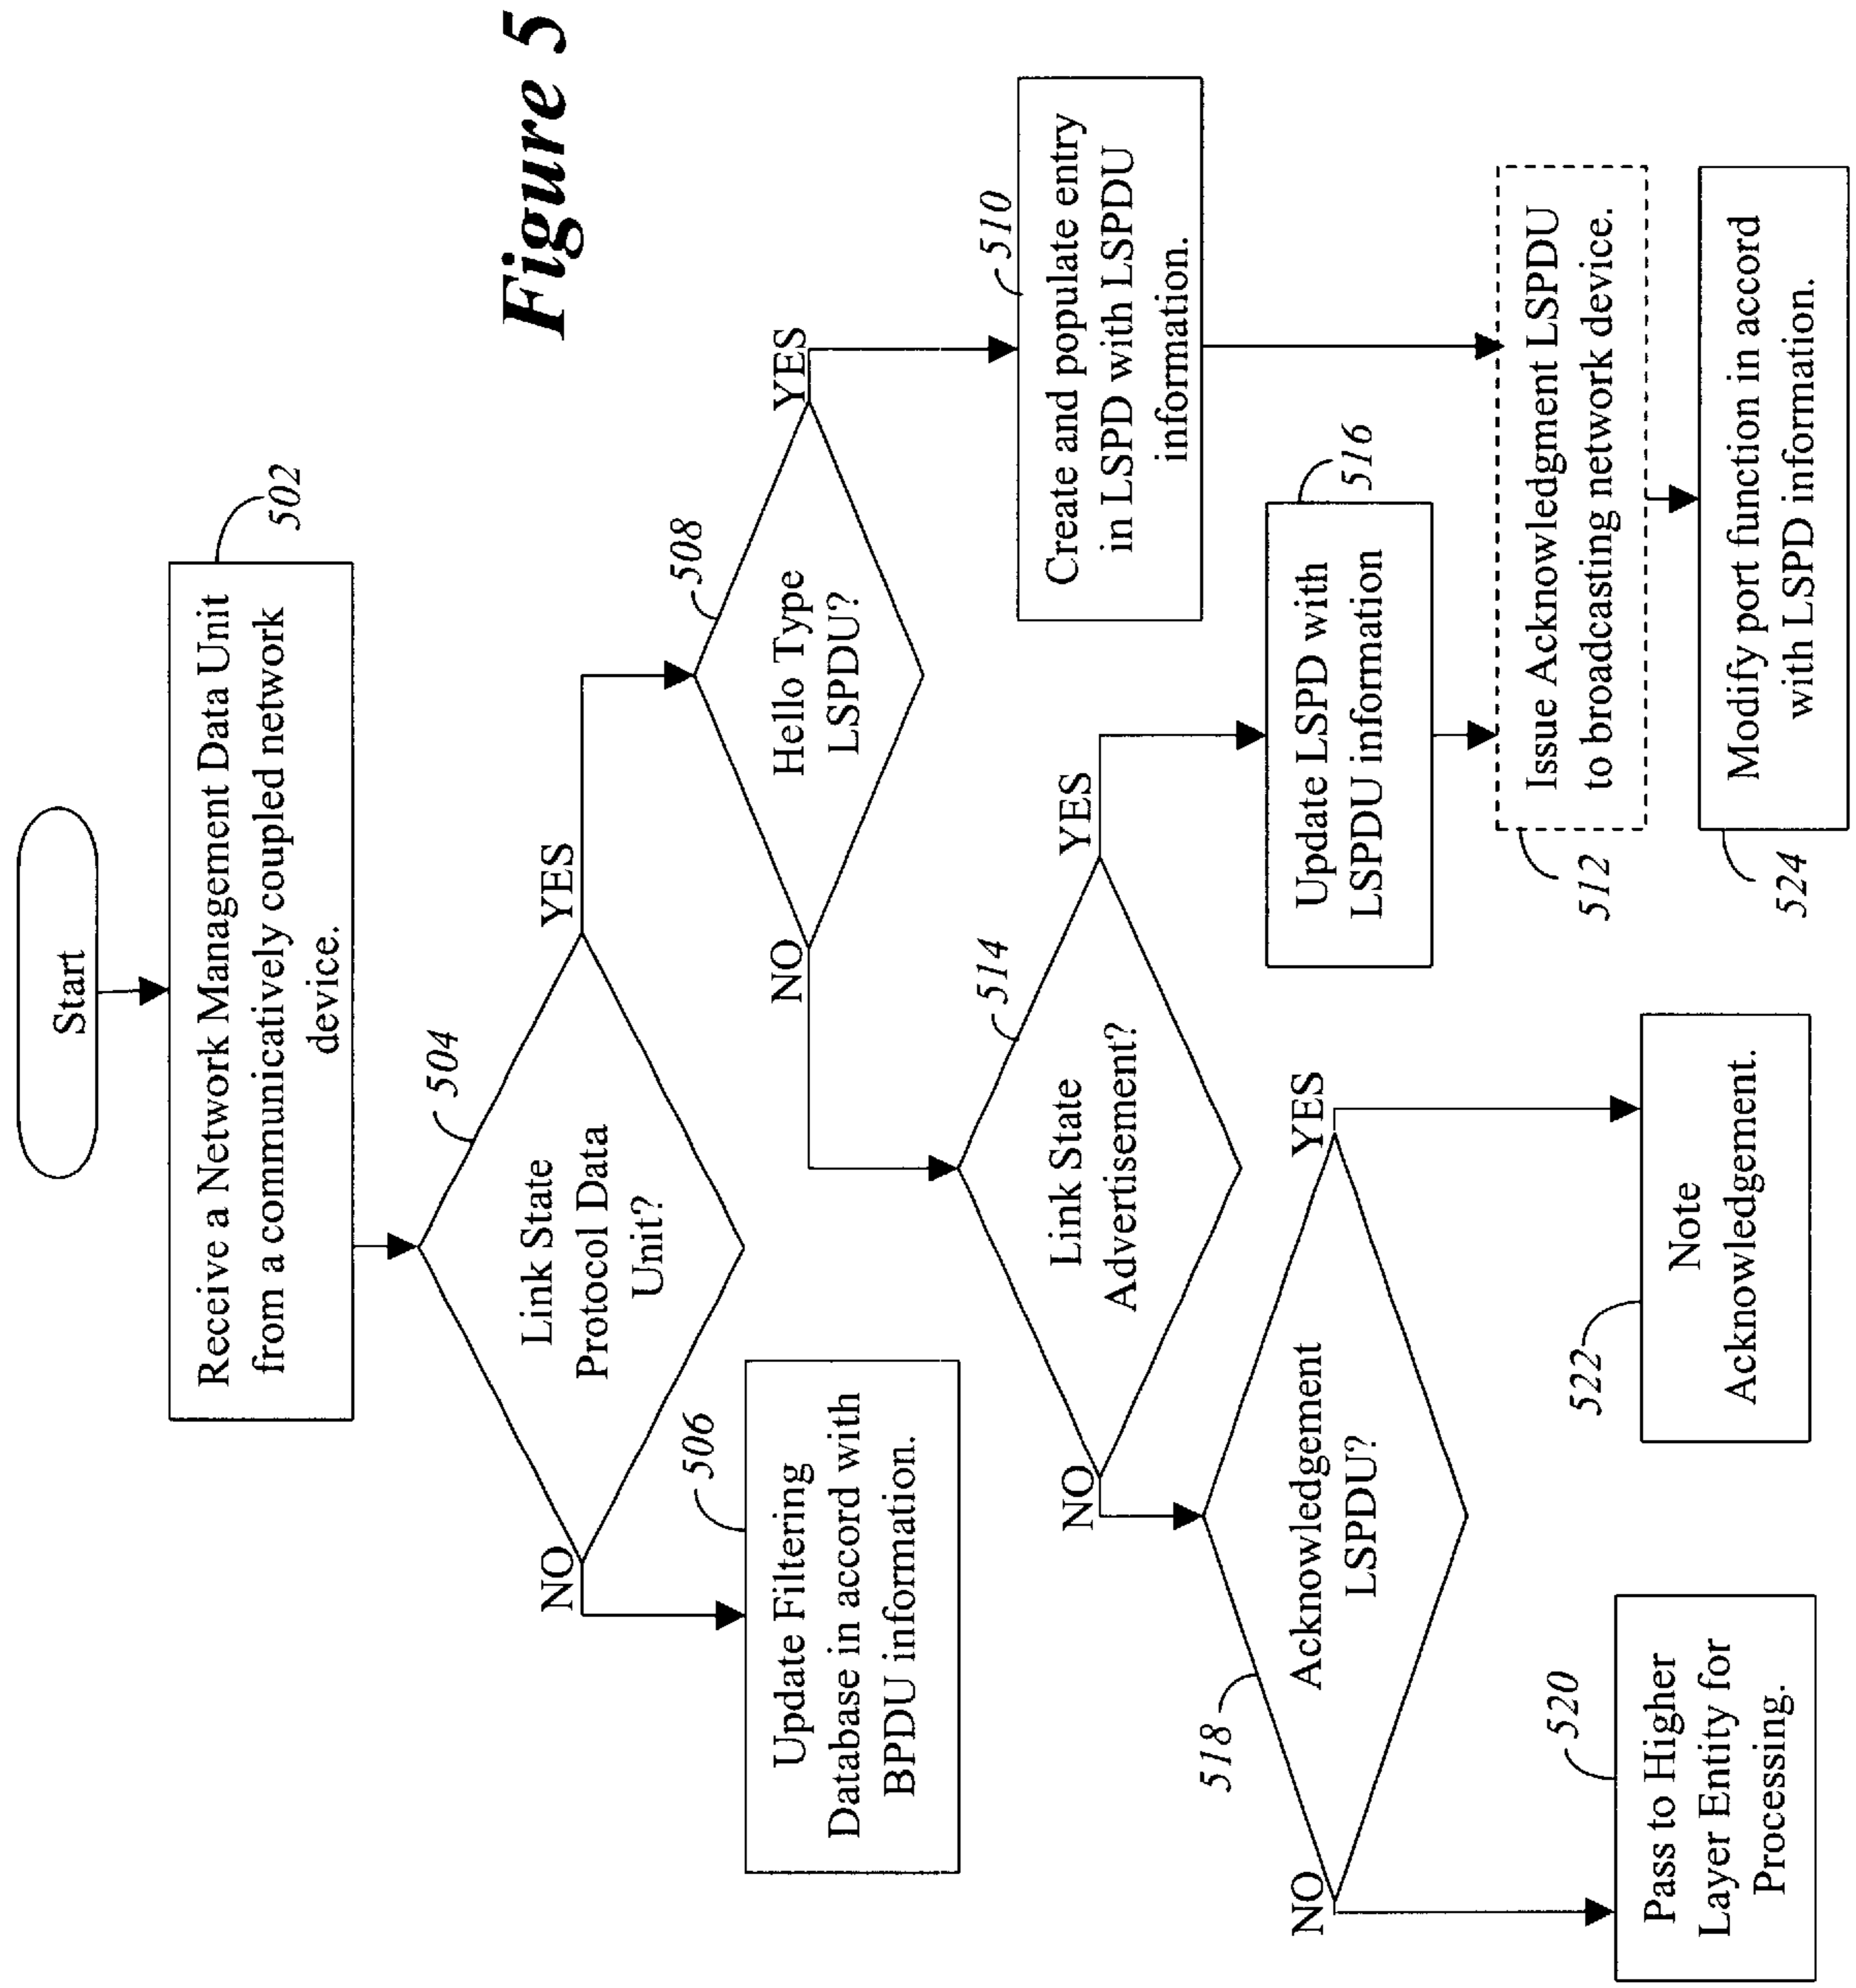 Start
Receive a Network Management Data Unit
from a communicatively coupled network
device.
502
504
Link State
Protocol Data
Unit?
NO
YES
506
Update Filtering
Database in accord with
BPDU information.
508
Hello Type
LSPDU?
NO
YES
510
Create and populate entry
in LSPD with LSPDU
information.
514
Link State
Advertisement?
NO
YES
516
Update LSPD with
LSPDU information
518
Acknowledgement
LSPDU?
NO
YES
520
Pass to Higher
Layer Entity for
Processing.
522
Note
Acknowledgement.
512
Issue Acknowledgment LSPDU
to broadcasting network device.
524
Modify port function in accord
with LSPD information.
Figure 5